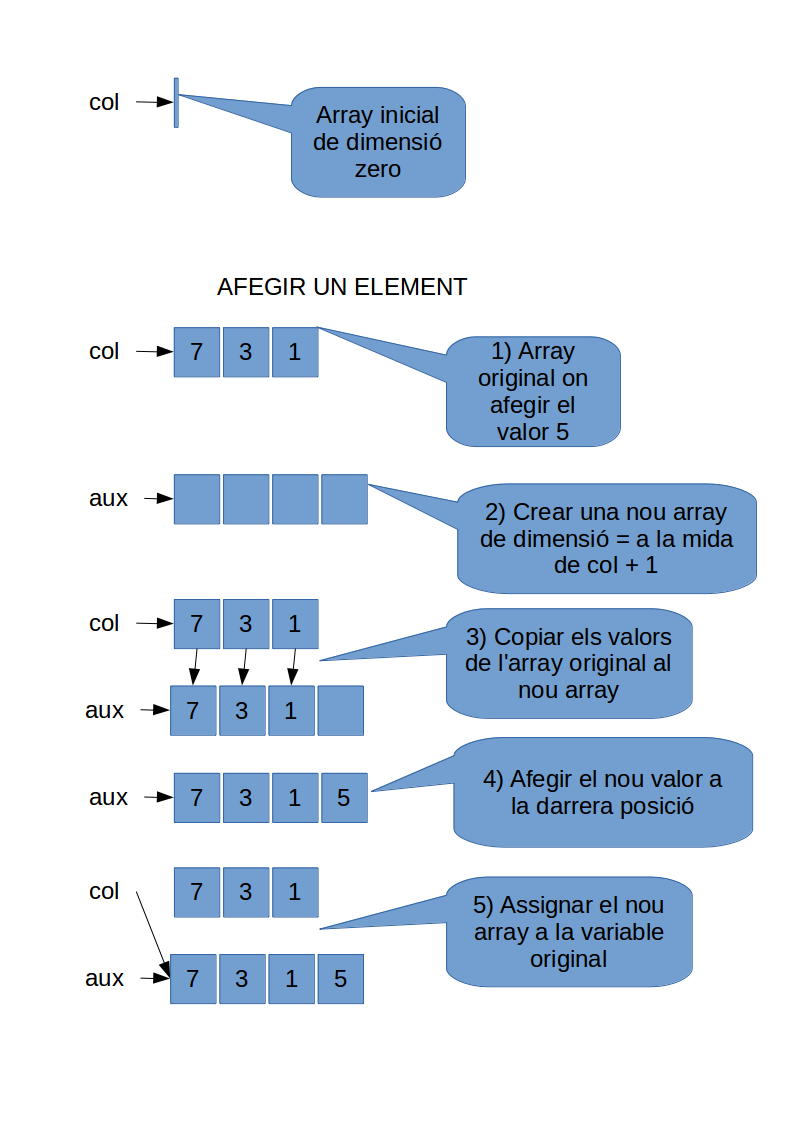 col
Array inicial
de dimensió
zero
AFEGIR UN ELEMENT
col
7 3 1
1) Array
original on
afegir el
valor 5
aux
2) Crear una nou array
de dimensió = a la mida
de col + 1
col
7 3 1
3) Copiar els valors
de l'array original al
nou array
aux
7 3 1
4) Afegir el nou valor a
la darrera posició
aux
7 3 1 5
col
7 3 1
5) Assignar el nou
array a la variable
original
aux
7 3 1 5